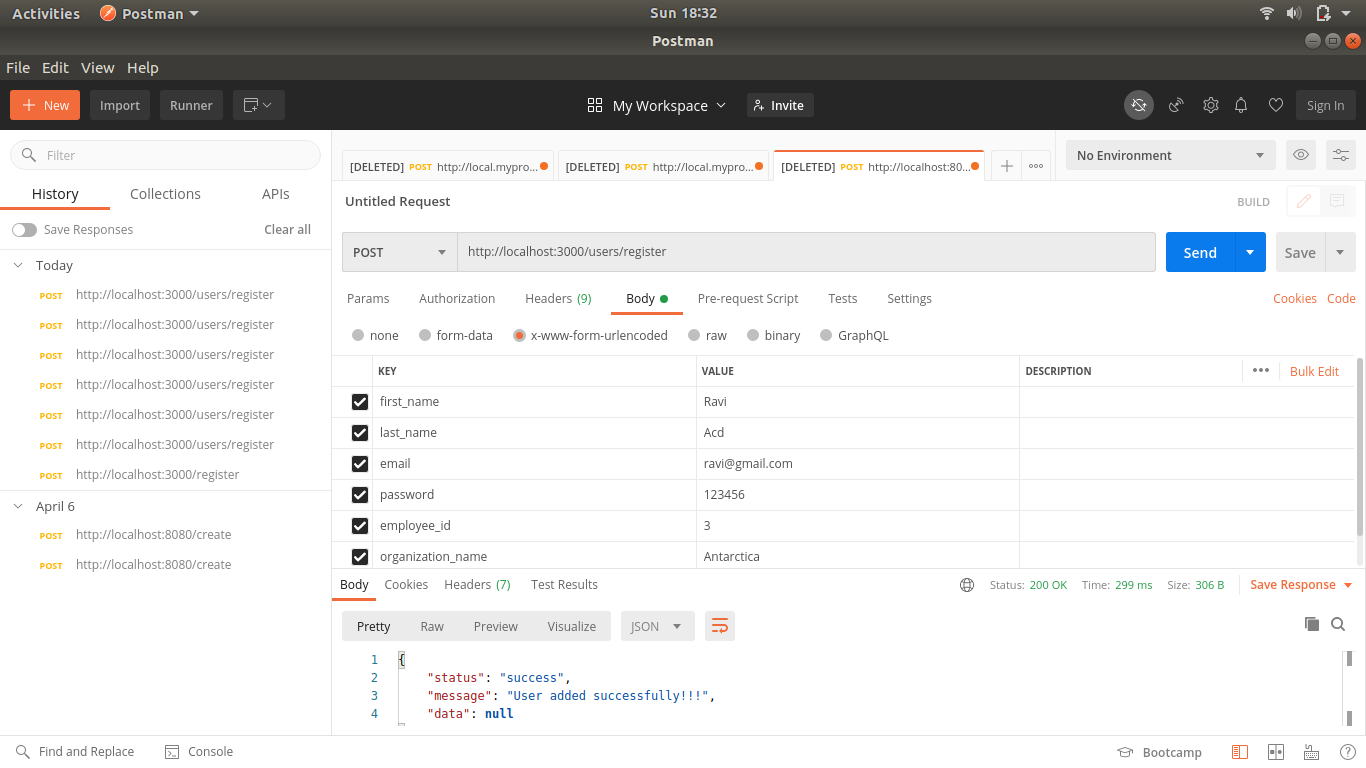 Activities Postman Sun 18:32
Postman
File Edit View Help
New Import Runner My Workspace Invite Sign In
Filter
History Collections APIs
Save Responses Clear all
Today
POST http://localhost:3000/users/register
POST http://localhost:3000/users/register
POST http://localhost:3000/users/register
POST http://localhost:3000/users/register
POST http://localhost:3000/users/register
POST http://localhost:3000/users/register
POST http://localhost:3000/register
April 6
POST http://localhost:8080/create
POST http://localhost:8080/create
[DELETED] POST http://local.mypro... [DELETED] POST http://local.mypro... [DELETED] POST http://localhost:80... No Environment
Untitled Request BUILD
POST http://localhost:3000/users/register Send Save
Params Authorization Headers (9) Body Pre-request Script Tests Settings Cookies Code
none form-data x-www-form-urlencoded raw binary GraphQL
KEY VALUE DESCRIPTION ••• Bulk Edit
first_name Ravi
last_name Acd
email ravi@gmail.com
password 123456
employee_id 3
organization_name Antarctica
Body Cookies Headers (7) Test Results Status: 200 OK Time: 299 ms Size: 306 B Save Response
Pretty Raw Preview Visualize JSON
1 {
2 "status": "success",
3 "message": "User added successfully!!!",
4 "data": null
Find and Replace Console Bootcamp